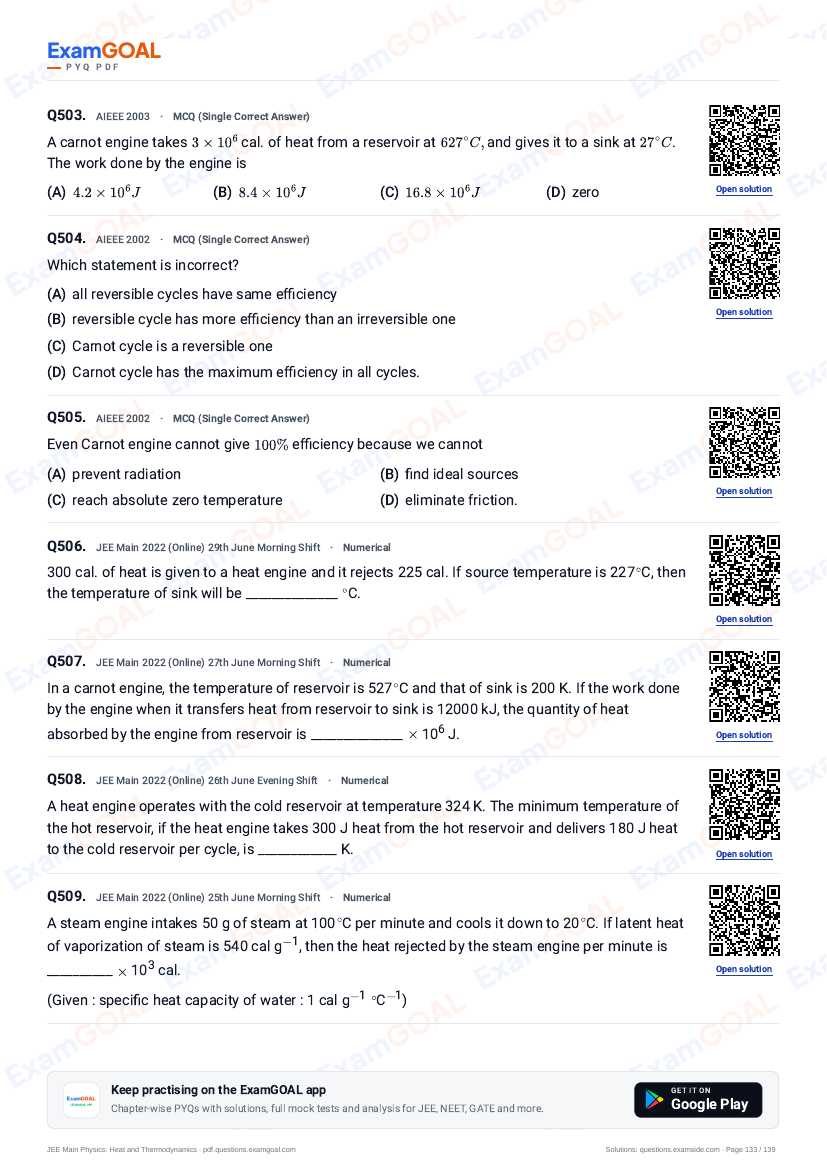 ExamGOAL
PYQ PDF
Q503. AIEEE 2003 · MCQ (Single Correct Answer)
A carnot engine takes 3 × 10⁶ cal. of heat from a reservoir at 627°C, and gives it to a sink at 27°C.
The work done by the engine is
(A) 4.2 × 10⁶J (B) 8.4 × 10⁶J (C) 16.8 × 10⁶J (D) zero
Open solution
Q504. AIEEE 2002 · MCQ (Single Correct Answer)
Which statement is incorrect?
(A) all reversible cycles have same efficiency
(B) reversible cycle has more efficiency than an irreversible one
(C) Carnot cycle is a reversible one
(D) Carnot cycle has the maximum efficiency in all cycles.
Open solution
Q505. AIEEE 2002 · MCQ (Single Correct Answer)
Even Carnot engine cannot give 100% efficiency because we cannot
(A) prevent radiation (B) find ideal sources
(C) reach absolute zero temperature (D) eliminate friction.
Open solution
Q506. JEE Main 2022 (Online) 29th June Morning Shift · Numerical
300 cal. of heat is given to a heat engine and it rejects 225 cal. If source temperature is 227°C, then
the temperature of sink will be ______________ °C.
Open solution
Q507. JEE Main 2022 (Online) 27th June Morning Shift · Numerical
In a carnot engine, the temperature of reservoir is 527°C and that of sink is 200 K. If the work done
by the engine when it transfers heat from reservoir to sink is 12000 kJ, the quantity of heat
absorbed by the engine from reservoir is ______________ × 10⁶ J.
Open solution
Q508. JEE Main 2022 (Online) 26th June Evening Shift · Numerical
A heat engine operates with the cold reservoir at temperature 324 K. The minimum temperature of
the hot reservoir, if the heat engine takes 300 J heat from the hot reservoir and delivers 180 J heat
to the cold reservoir per cycle, is ____________ K.
Open solution
Q509. JEE Main 2022 (Online) 25th June Morning Shift · Numerical
A steam engine intakes 50 g of steam at 100°C per minute and cools it down to 20°C. If latent heat
of vaporization of steam is 540 cal g⁻¹, then the heat rejected by the steam engine per minute is
__________ × 10³ cal.
(Given : specific heat capacity of water : 1 cal g⁻¹ °C⁻¹)
Open solution
ExamGOAL
Keep practising on the ExamGOAL app
Chapter-wise PYQs with solutions, full mock tests and analysis for JEE, NEET, GATE and more.
GET IT ON
Google Play
JEE Main Physics: Heat and Thermodynamics · pdf.questions.examgoal.com
Solutions: questions.examside.com · Page 133 / 139